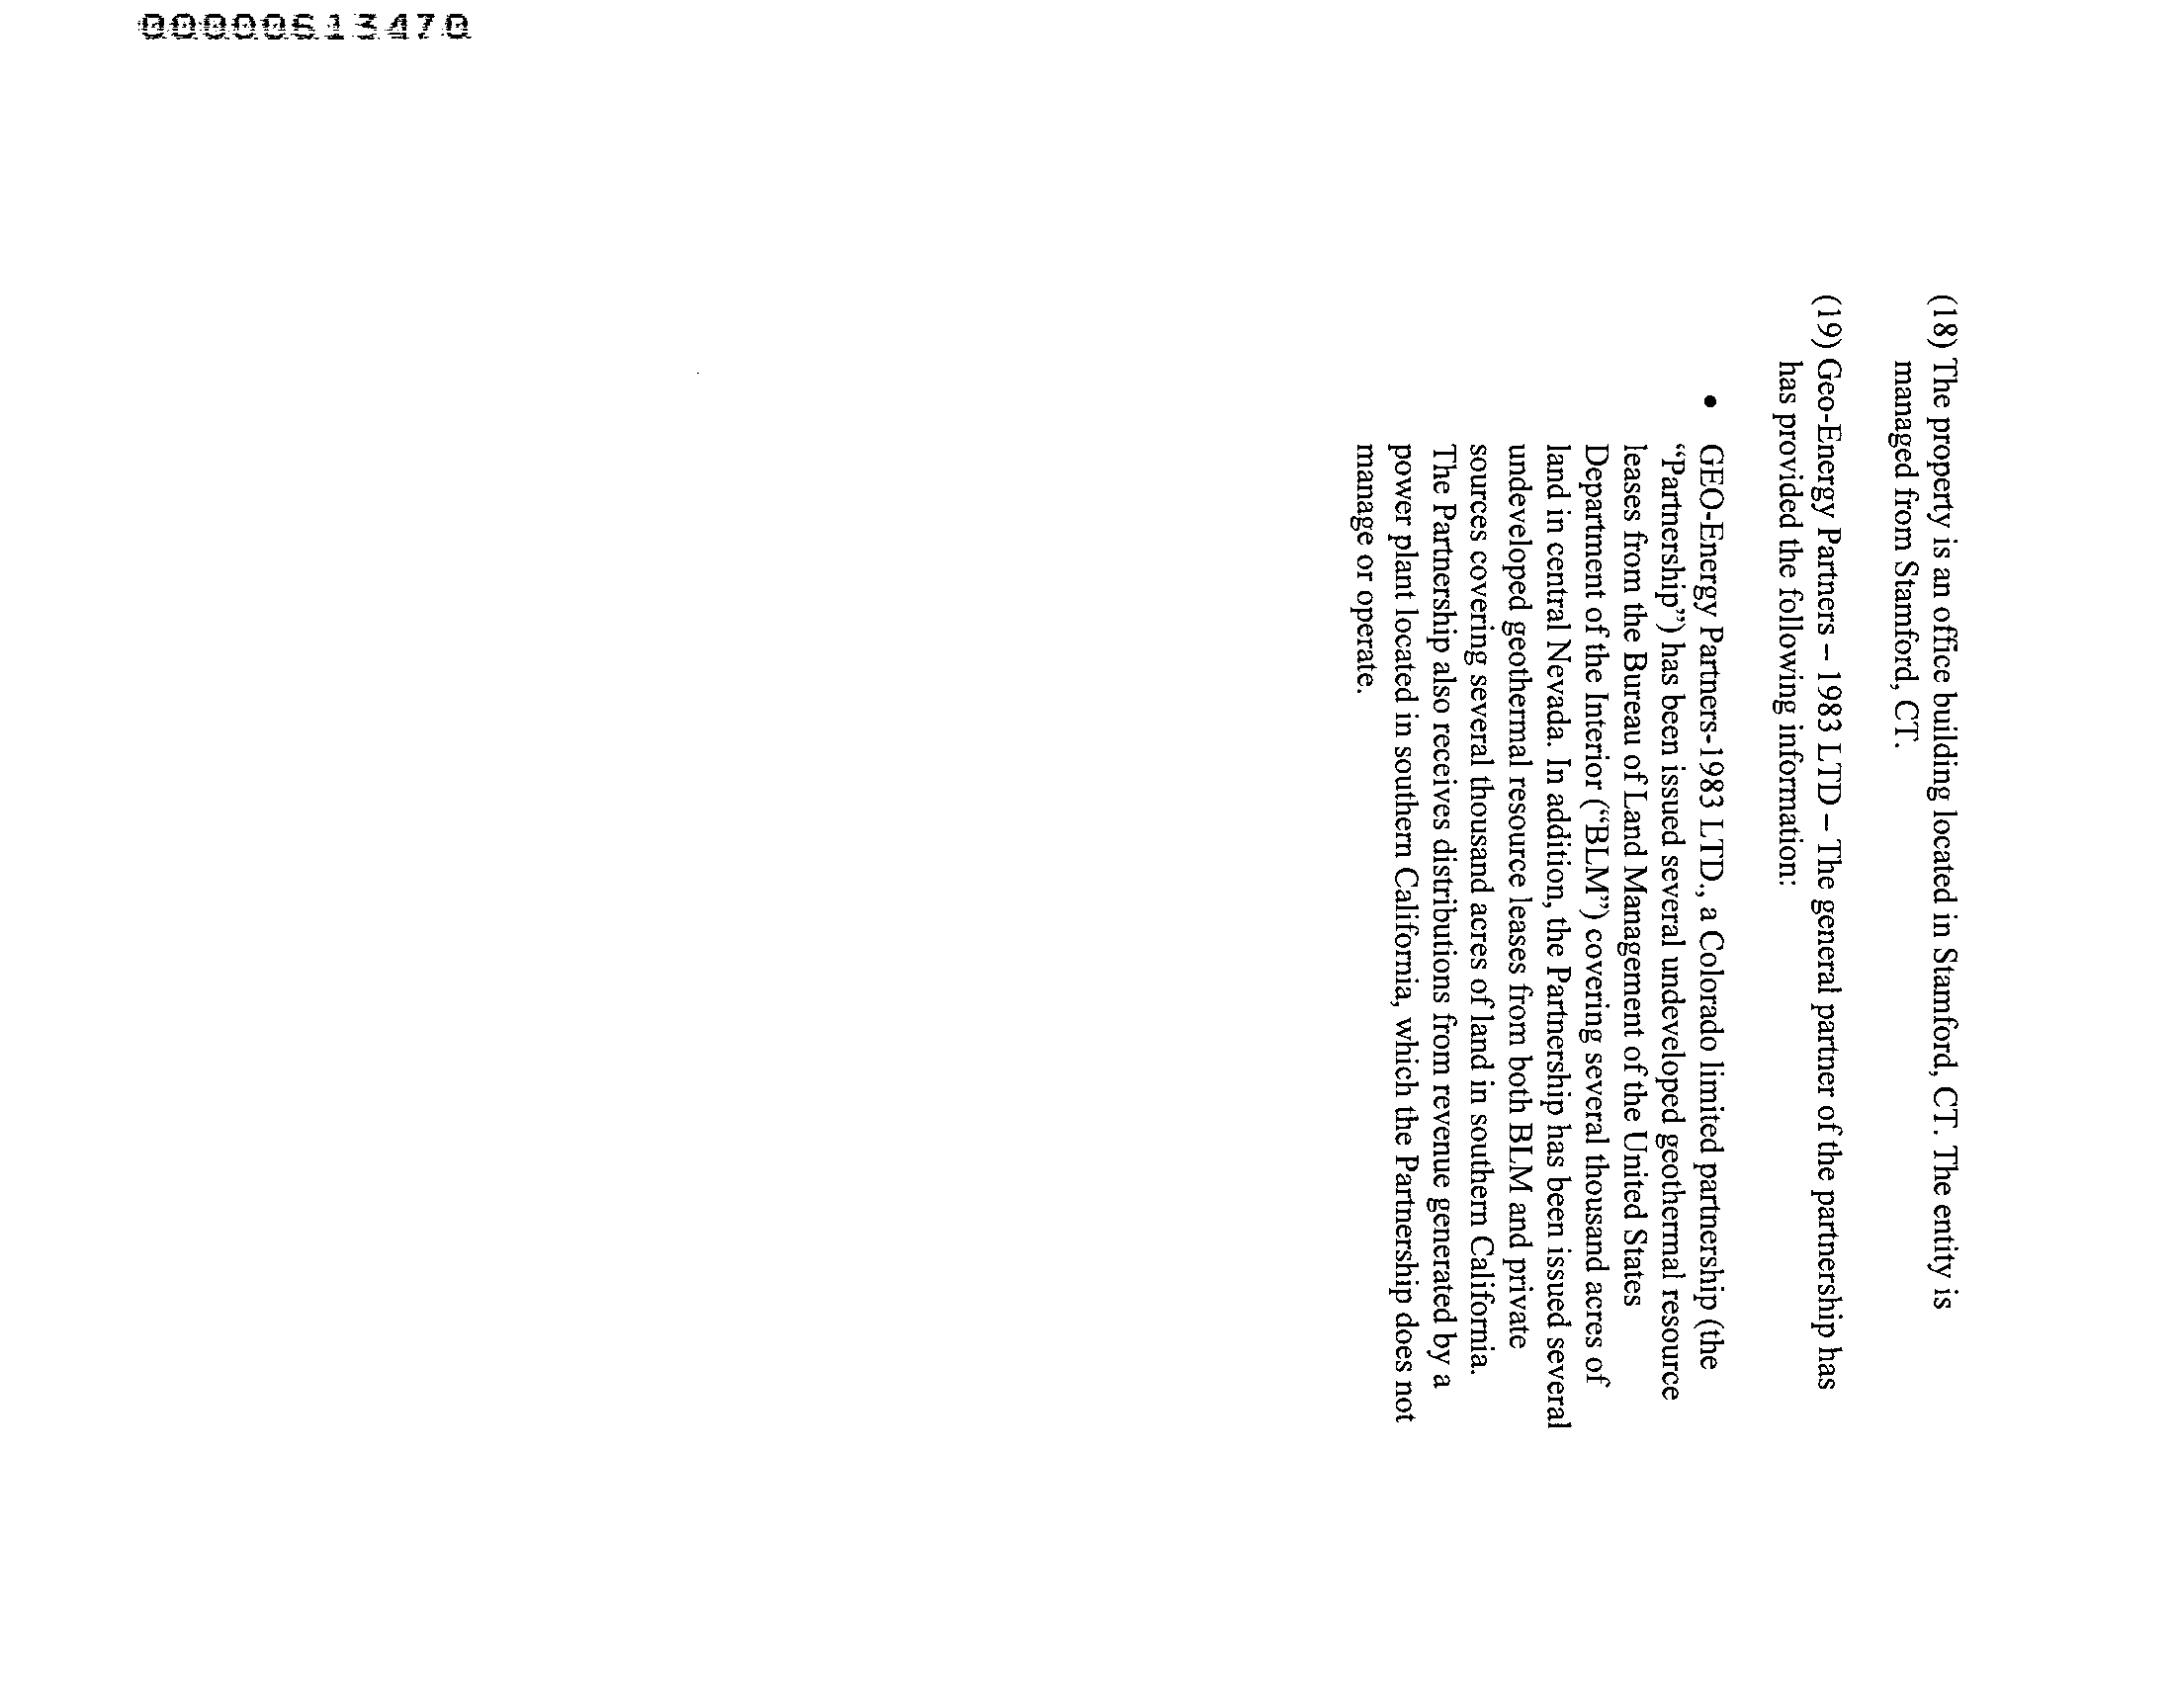 00000613470
(18) The property is an office building located in Stamford, CT. The entity is
managed from Stamford, CT.
(19) Geo-Energy Partners – 1983 LTD – The general partner of the partnership has
has provided the following information:
• GEO-Energy Partners-1983 LTD., a Colorado limited partnership (the
“Partnership”) has been issued several undeveloped geothermal resource
leases from the Bureau of Land Management of the United States
Department of the Interior (“BLM”) covering several thousand acres of
land in central Nevada. In addition, the Partnership has been issued several
undeveloped geothermal resource leases from both BLM and private
sources covering several thousand acres of land in southern California.
The Partnership also receives distributions from revenue generated by a
power plant located in southern California, which the Partnership does not
manage or operate.